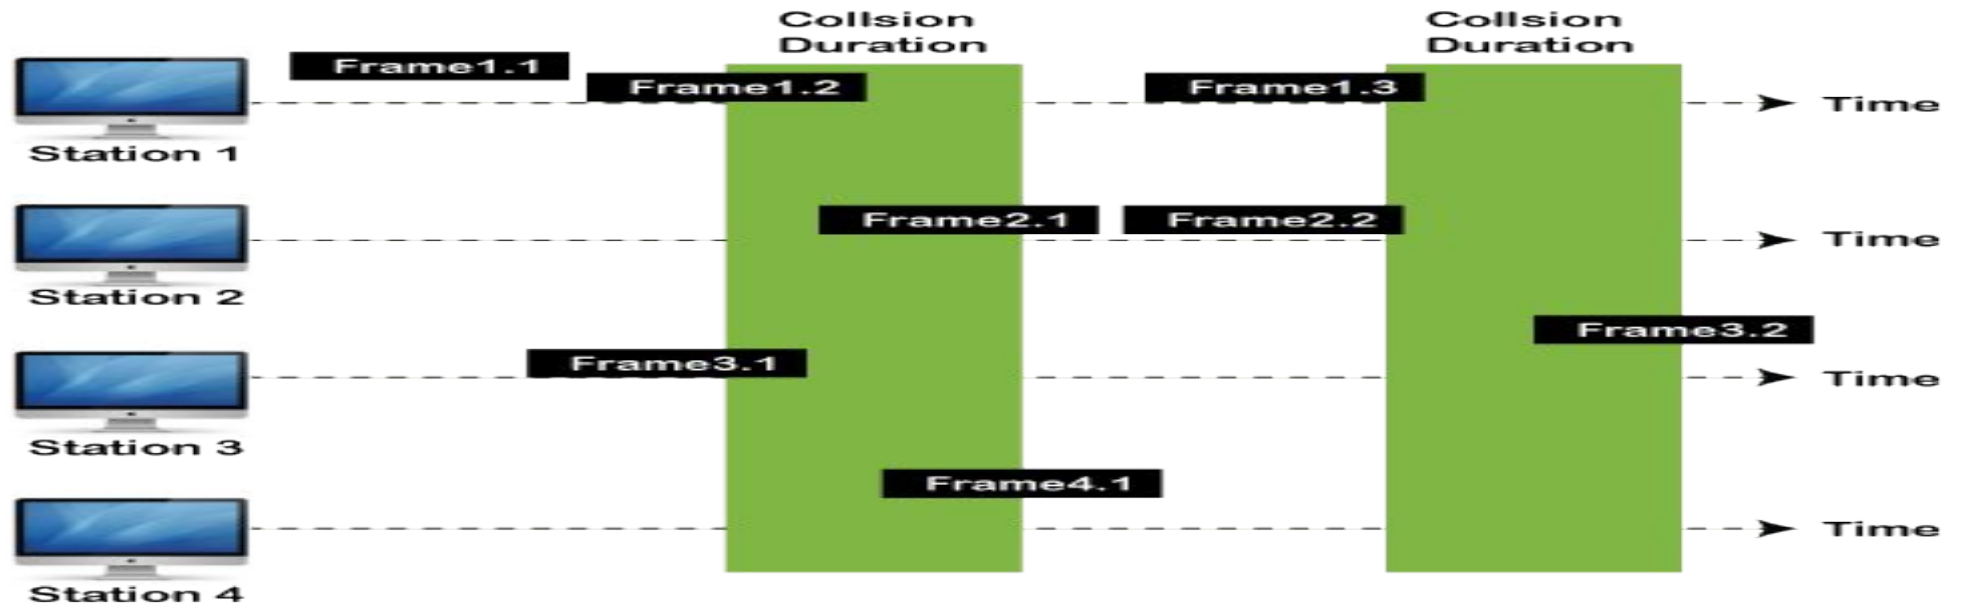 Collsion
Duration
Collsion
Duration
Frame1.1
Frame1.2
Frame1.3
Time
Station 1
Frame2.1
Frame2.2
Time
Station 2
Frame3.2
Frame3.1
Time
Station 3
Frame4.1
Time
Station 4